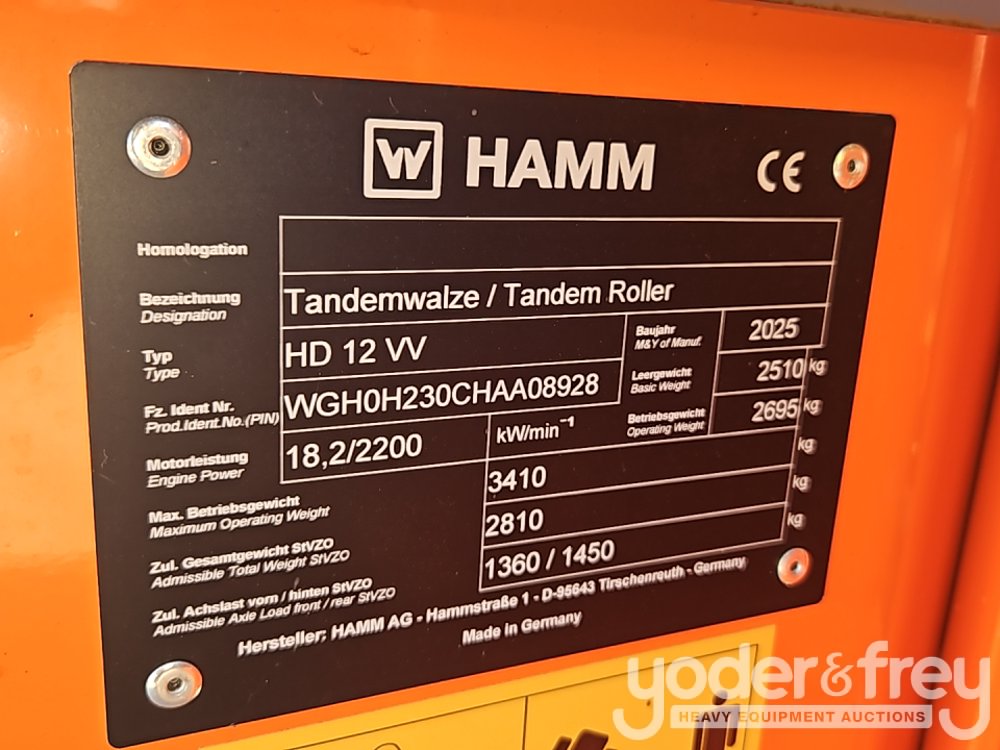 W HAMM CE
Homologation
Bezeichnung
Designation
Tandemwalze / Tandem Roller
Typ
Type
HD 12 VV
Baujahr
M&Y of Manuf.
2025
Fz. Ident Nr.
Prod.Ident.No.(PIN)
WGH0H230CHAA08928
Leergewicht
Basic Weight
2510 kg
Motorleistung
Engine Power
18,2/2200 kW/min⁻¹
Betriebsgewicht
Operating Weight
2695 kg
Max. Betriebsgewicht
Maximum Operating Weight
3410 kg
Zul. Gesamtgewicht StVZO
Admissible Total Weight StVZO
2810 kg
Zul. Achslast vorn / hinten StVZO
Admissible Axle Load front / rear StVZO
1360 / 1450 kg
Hersteller: HAMM AG - Hammstraße 1 - D-95643 Tirschenreuth - Germany
Made in Germany
yoder&frey
HEAVY EQUIPMENT AUCTIONS